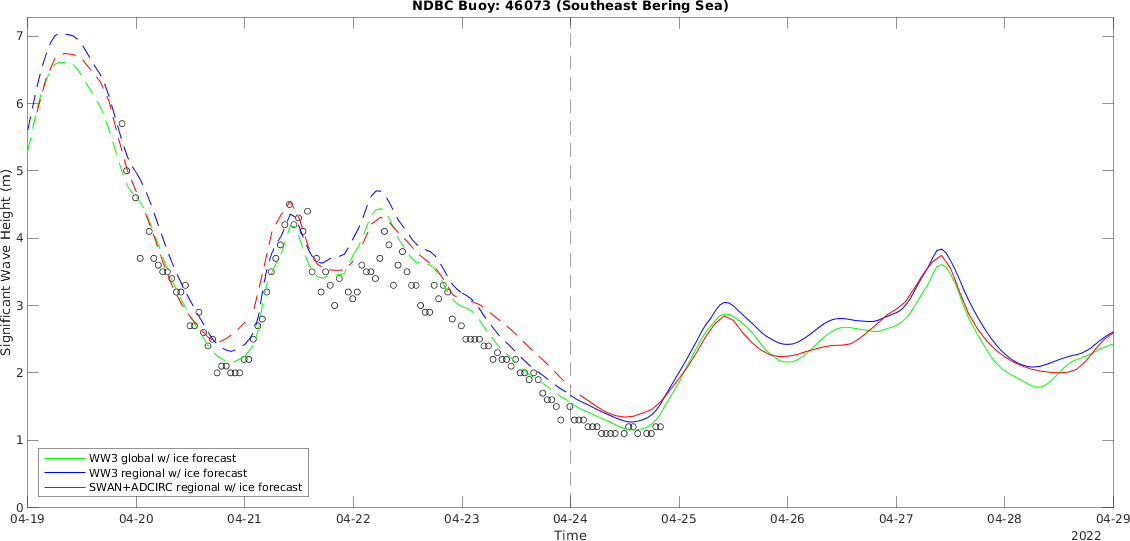 NDBC Buoy: 46073 (Southeast Bering Sea)
Significant Wave Height (m)
7
6
5
4
3
2
1
0
WW3 global w/ ice forecast
WW3 regional w/ ice forecast
SWAN+ADCIRC regional w/ ice forecast
04-19 04-20 04-21 04-22 04-23 04-24 04-25 04-26 04-27 04-28 04-29
Time
2022